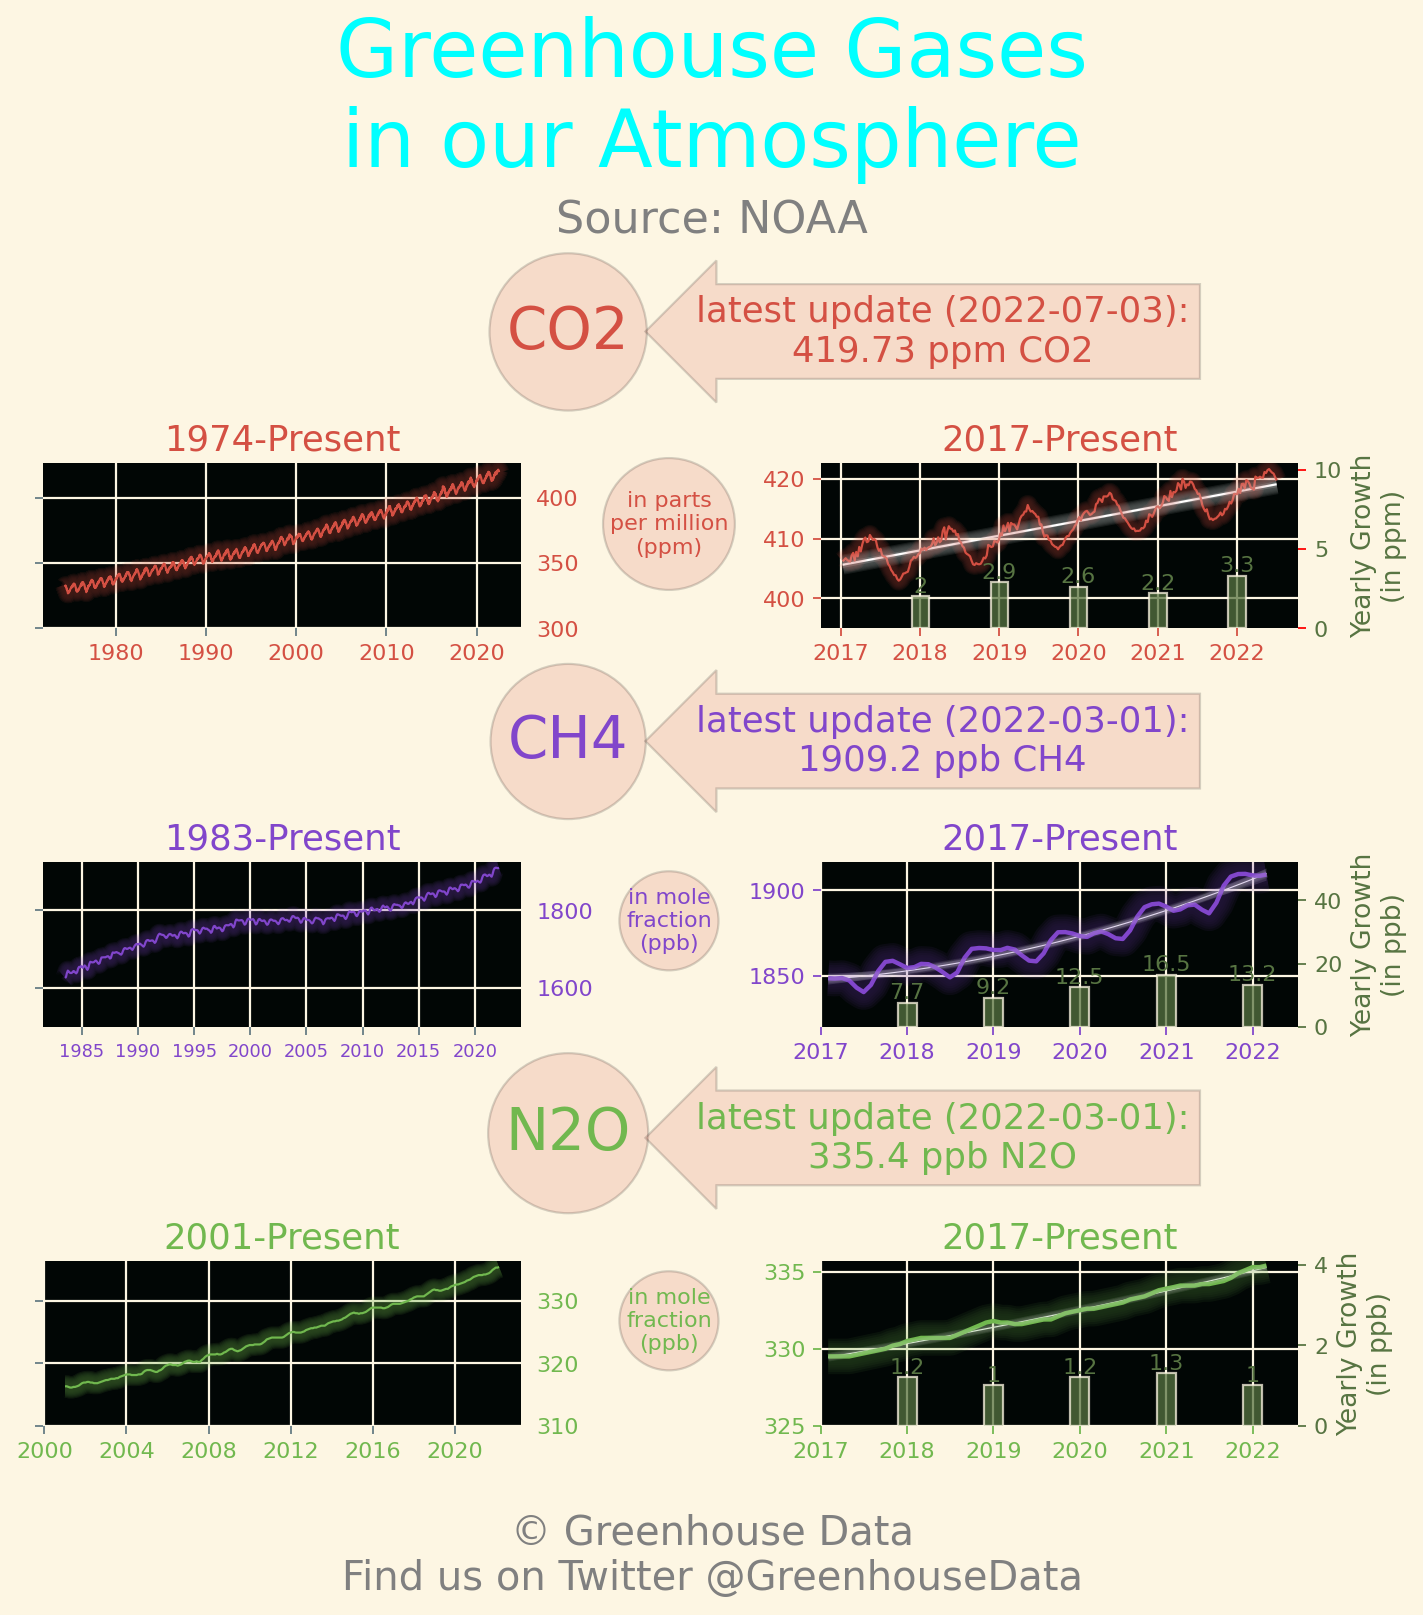 Greenhouse Gases
in our Atmosphere
Source: NOAA
CO2
latest update (2022-07-03):
419.73 ppm CO2
1974-Present
400
350
300
1980 1990 2000 2010 2020
in parts
per million
(ppm)
2017-Present
420
410
400
2 2.9 2.6 2.2 3.3
10
5
0
Yearly Growth
(in ppm)
2017 2018 2019 2020 2021 2022
CH4
latest update (2022-03-01):
1909.2 ppb CH4
1983-Present
1800
1600
1985 1990 1995 2000 2005 2010 2015 2020
in mole
fraction
(ppb)
2017-Present
1900
1850
7.7 9.2 12.5 16.5 13.2
40
20
0
Yearly Growth
(in ppb)
2017 2018 2019 2020 2021 2022
N2O
latest update (2022-03-01):
335.4 ppb N2O
2001-Present
330
320
310
2000 2004 2008 2012 2016 2020
in mole
fraction
(ppb)
2017-Present
335
330
325
1.2 1 1.2 1.3 1
4
2
0
Yearly Growth
(in ppb)
2017 2018 2019 2020 2021 2022
© Greenhouse Data
Find us on Twitter @GreenhouseData